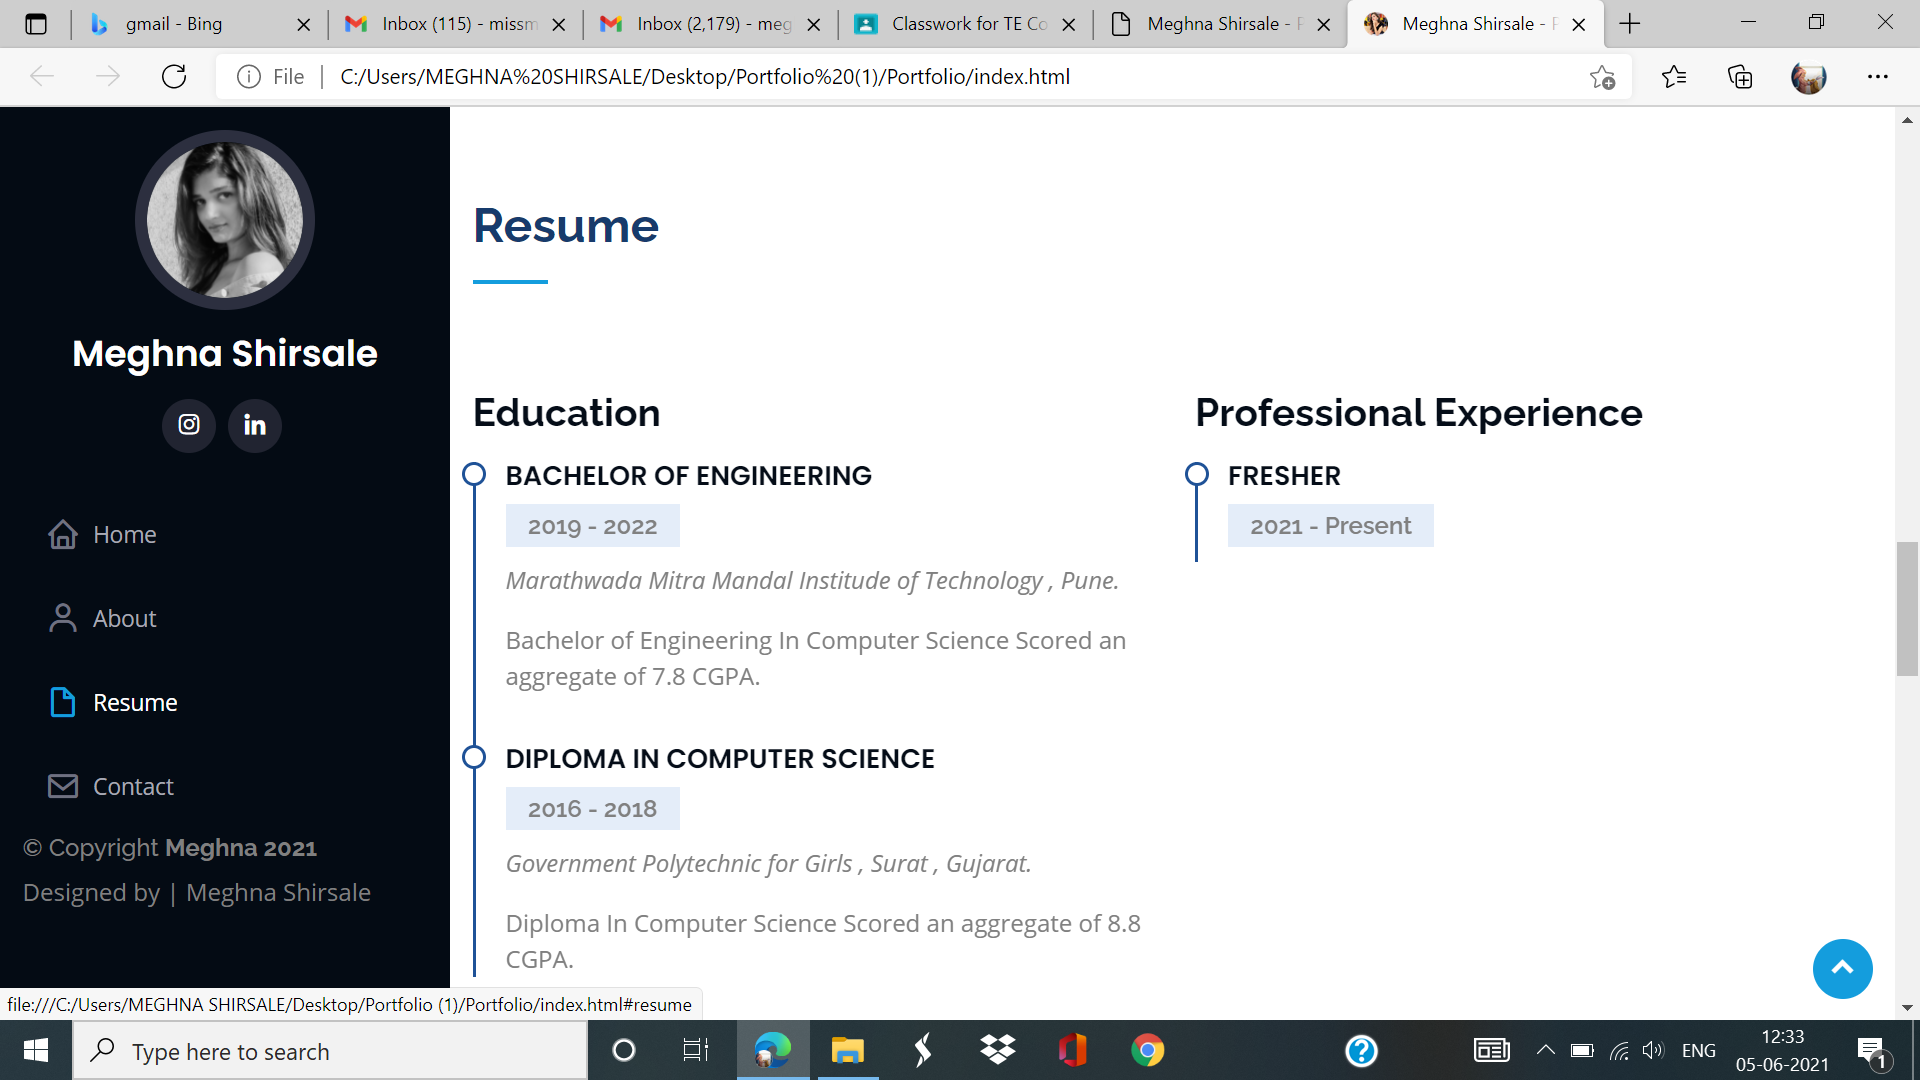 gmail - Bing
Inbox (115) - missm
Inbox (2,179) - meg
Classwork for TE Co
Meghna Shirsale - P
Meghna Shirsale - P
File
C:/Users/MEGHNA%20SHIRSALE/Desktop/Portfolio%20(1)/Portfolio/index.html
Meghna Shirsale
in
Home
About
Resume
Contact
© Copyright Meghna 2021
Designed by | Meghna Shirsale
Resume
Education
BACHELOR OF ENGINEERING
2019 - 2022
Marathwada Mitra Mandal Institude of Technology , Pune.
Bachelor of Engineering In Computer Science Scored an
aggregate of 7.8 CGPA.
DIPLOMA IN COMPUTER SCIENCE
2016 - 2018
Government Polytechnic for Girls , Surat , Gujarat.
Diploma In Computer Science Scored an aggregate of 8.8
CGPA.
Professional Experience
FRESHER
2021 - Present
file:///C:/Users/MEGHNA SHIRSALE/Desktop/Portfolio (1)/Portfolio/index.html#resume
Type here to search
ENG
12:33
05-06-2021
1